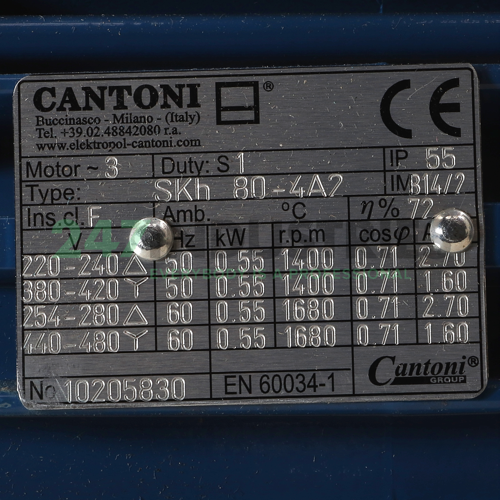 CANTONI ®
Buccinasco - Milano - (Italy)
Tel. +39.02.48842080 r.a.
www.elektropol-cantoni.com
CE
Motor ~ 3 Duty: S 1 IP 55
Type: SKh 80-4A2 IM B14/2
Ins.cl. F Amb. °C η% 72
V Hz kW r.p.m cosφ A
220-240 △ 50 0.55 1400 0.71 2.70
380-420 Y 50 0.55 1400 0.71 1.60
254-280 △ 60 0.55 1680 0.71 2.70
440-480 Y 60 0.55 1680 0.71 1.60
No 10205830 EN 60034-1 Cantoni ®
GROUP